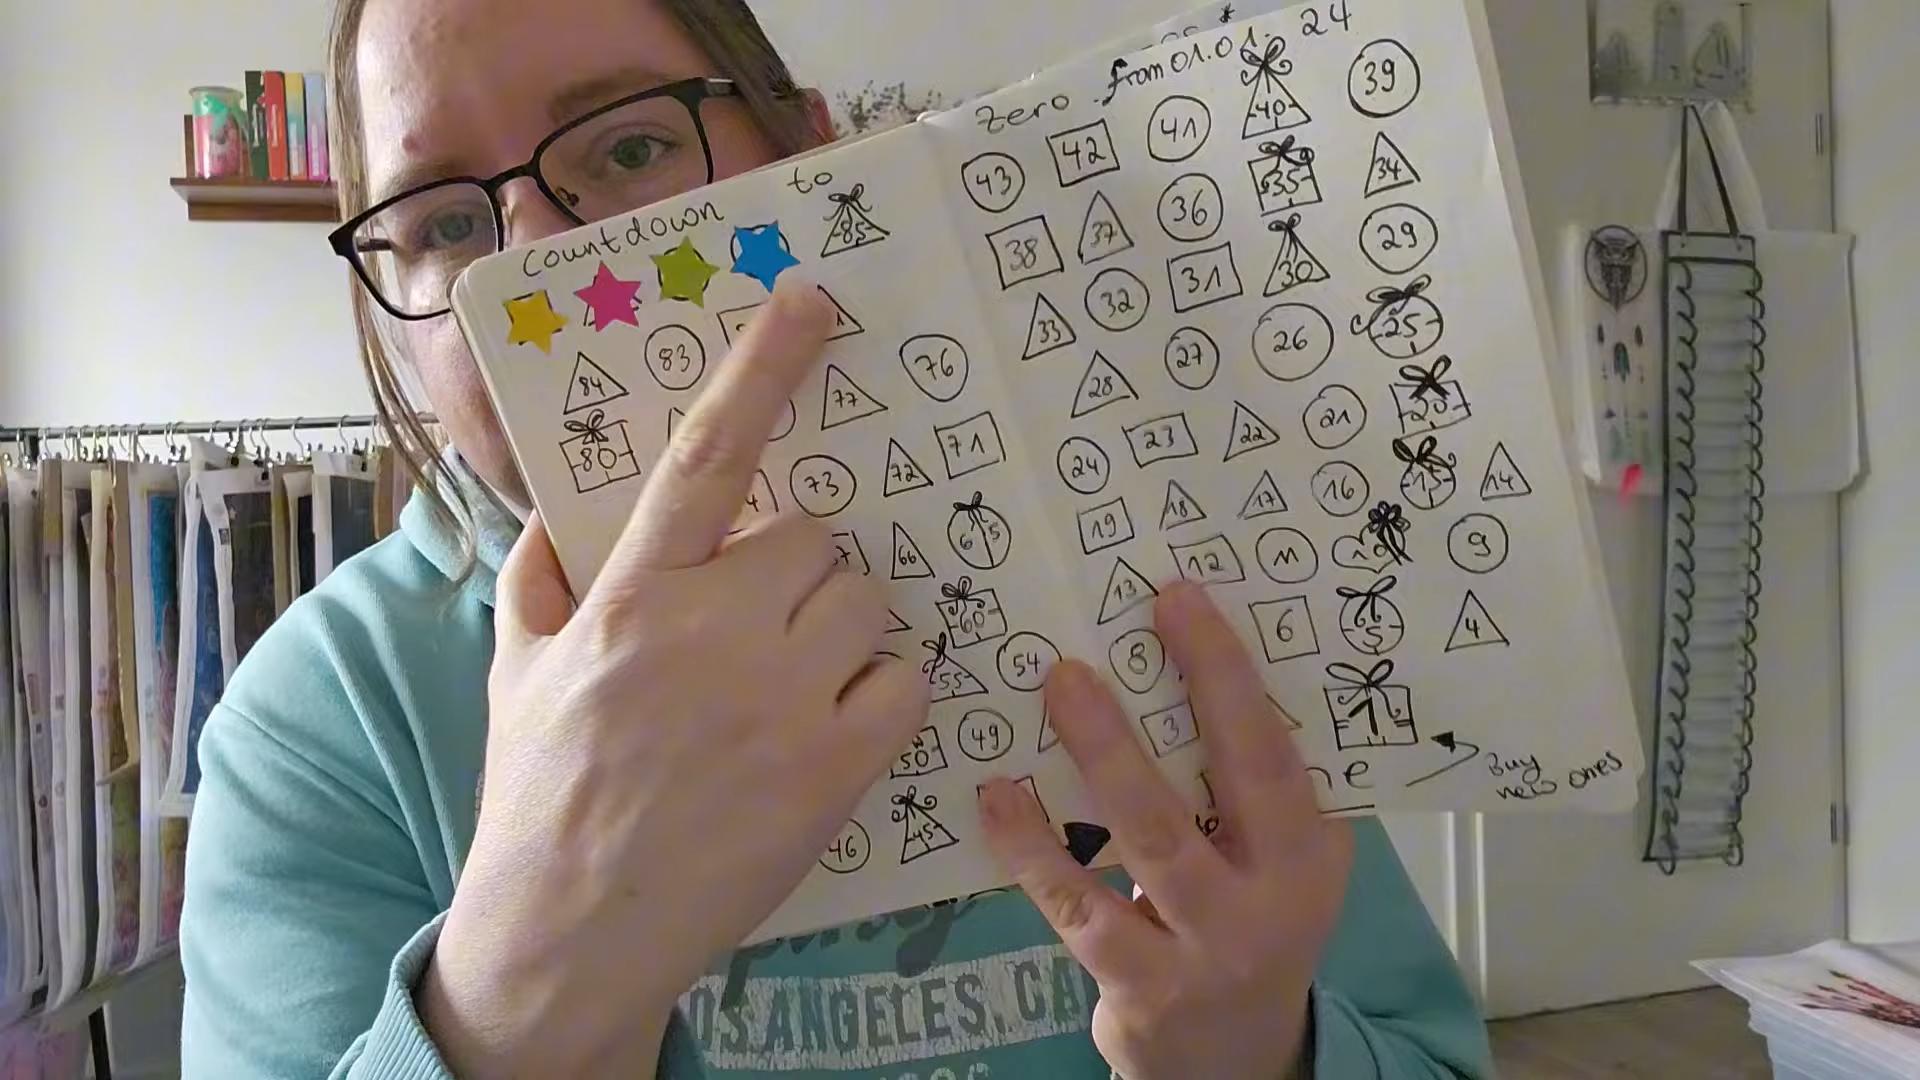 Countdown to
85
84 83
80 77 76
73 72 71
66 65
60
55 54
50 49
46 45
Zero from 01.01. 24
43 42 41 40 39
38 37 36 35 34
33 32 31 30 29
28 27 26 25
24 23 22 21 20
19 18 17 16 15 14
13 12 11 10 9
8 6 5 4
3 1
Buy
new ones
LOS ANGELES, CA